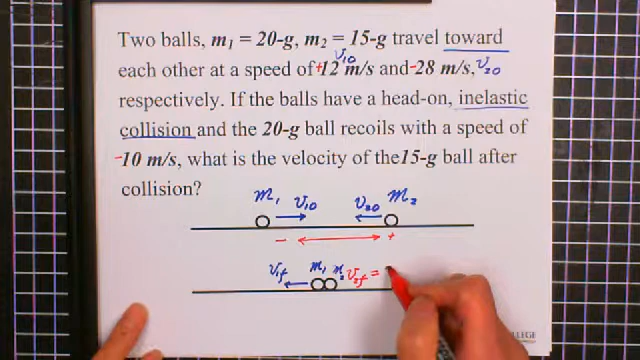 Two balls, m₁ = 20-g, m₂ = 15-g travel toward
v₁₀
each other at a speed of +12 m/s and -28 m/s, v₂₀
respectively. If the balls have a head-on, inelastic
collision and the 20-g ball recoils with a speed of
-10 m/s, what is the velocity of the 15-g ball after
collision?
m₁ v₁₀ v₂₀ m₂
- +
v₁f m₁ m₂ v₂f =
LLEGE